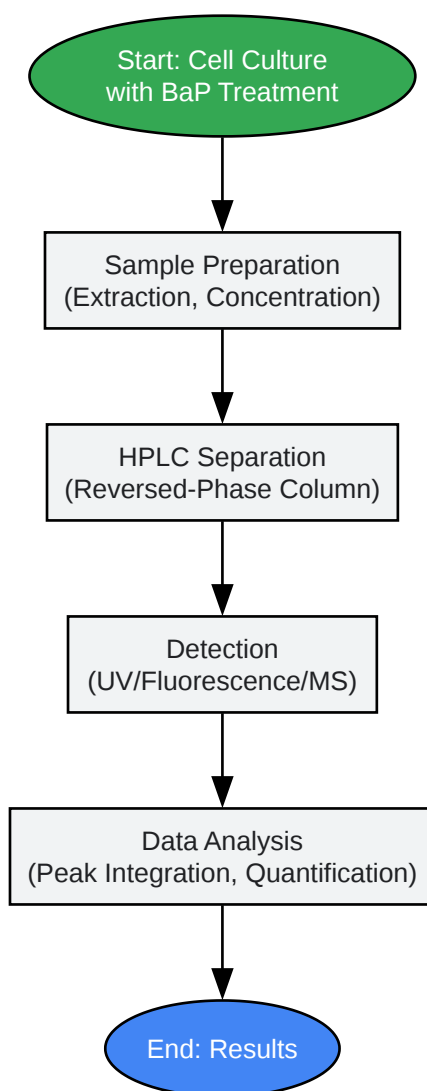 Start: Cell Culture
with BaP Treatment
Sample Preparation
(Extraction, Concentration)
HPLC Separation
(Reversed-Phase Column)
Detection
(UV/Fluorescence/MS)
Data Analysis
(Peak Integration, Quantification)
End: Results